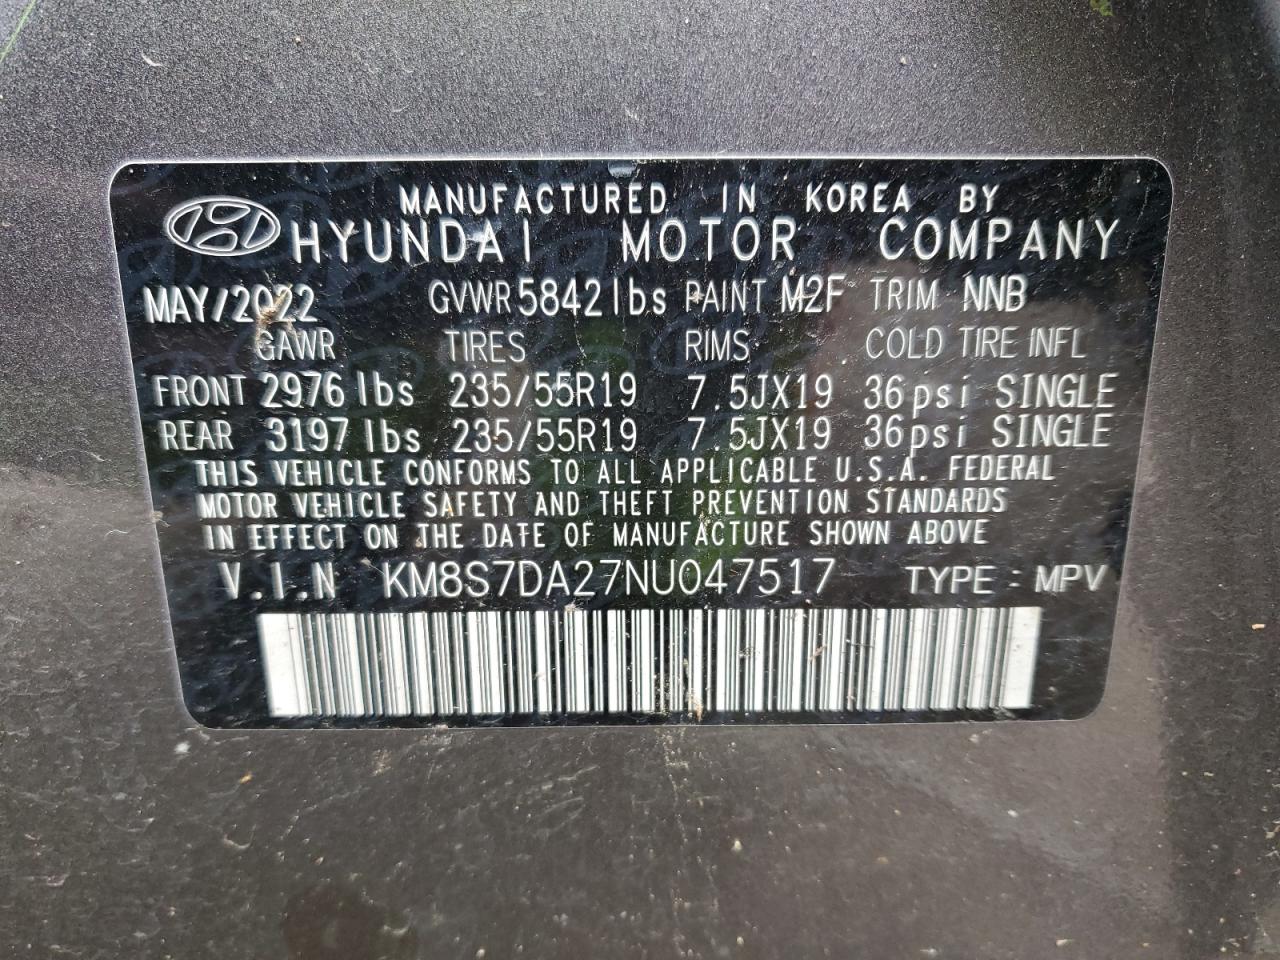 MANUFACTURED IN KOREA BY
HYUNDAI MOTOR COMPANY
MAY/2022 GVWR 5842lbs PAINT M2F TRIM NNB
GAWR TIRES RIMS COLD TIRE INFL
FRONT 2976 lbs 235/55R19 7.5JX19 36psi SINGLE
REAR 3197 lbs 235/55R19 7.5JX19 36psi SINGLE
THIS VEHICLE CONFORMS TO ALL APPLICABLE U.S.A. FEDERAL
MOTOR VEHICLE SAFETY AND THEFT PREVENTION STANDARDS
IN EFFECT ON THE DATE OF MANUFACTURE SHOWN ABOVE
V.I.N KM8S7DA27NU047517 TYPE : MPV